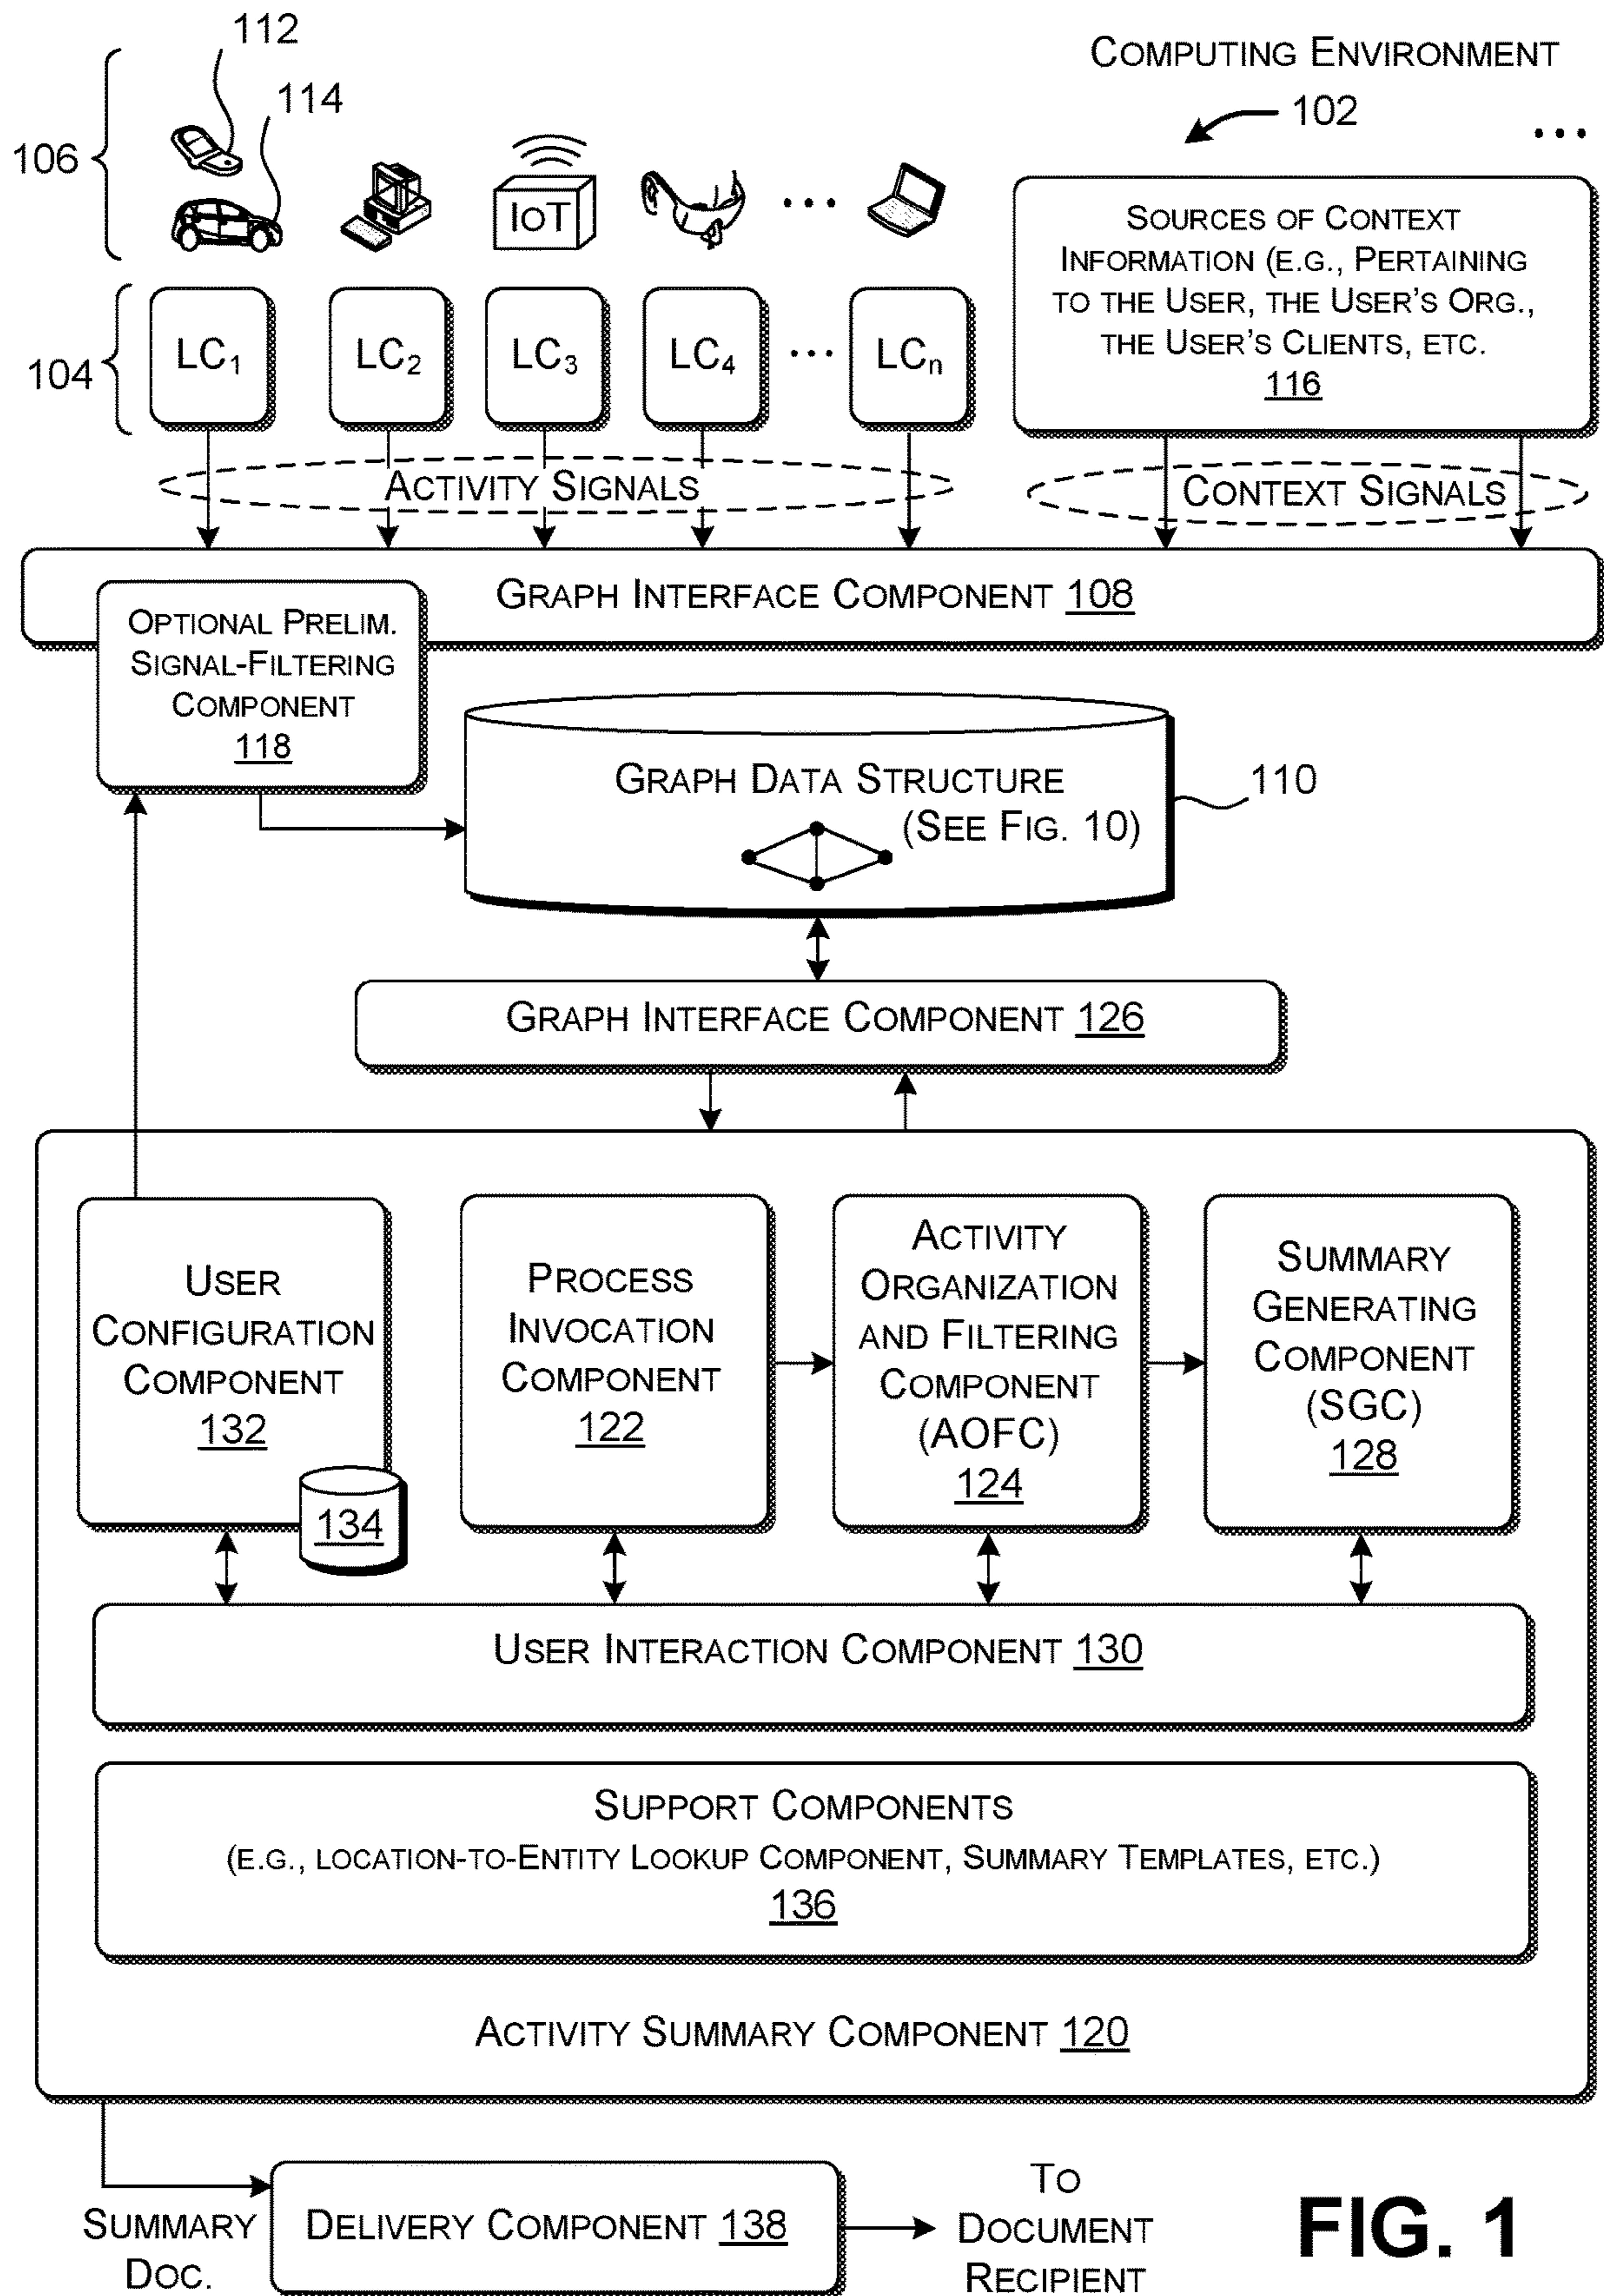 112
COMPUTING ENVIRONMENT
114
102
...
106
IOT
...
SOURCES OF CONTEXT
INFORMATION (E.G., PERTAINING
TO THE USER, THE USER'S ORG.,
THE USER'S CLIENTS, ETC.
116
104
LC1
LC2
LC3
LC4
...
LCn
ACTIVITY SIGNALS
CONTEXT SIGNALS
GRAPH INTERFACE COMPONENT 108
OPTIONAL PRELIM.
SIGNAL-FILTERING
COMPONENT
118
GRAPH DATA STRUCTURE
(SEE FIG. 10)
110
GRAPH INTERFACE COMPONENT 126
USER
CONFIGURATION
COMPONENT
132
134
PROCESS
INVOCATION
COMPONENT
122
ACTIVITY
ORGANIZATION
AND FILTERING
COMPONENT
(AOFC)
124
SUMMARY
GENERATING
COMPONENT
(SGC)
128
USER INTERACTION COMPONENT 130
SUPPORT COMPONENTS
(E.G., LOCATION-TO-ENTITY LOOKUP COMPONENT, SUMMARY TEMPLATES, ETC.)
136
ACTIVITY SUMMARY COMPONENT 120
SUMMARY
DOC.
DELIVERY COMPONENT 138
TO
DOCUMENT
RECIPIENT
FIG. 1